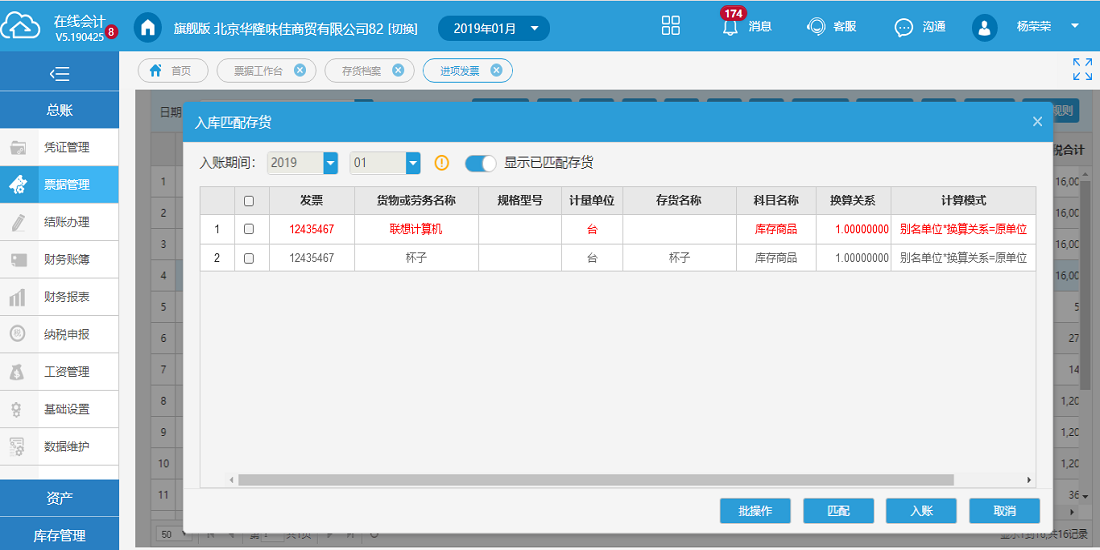 在线会计
V5.190425
8
旗舰版 北京华隆味佳商贸有限公司82 [切换]
2019年01月
174
消息
客服
沟通
杨荣荣
首页
票据工作台
存货档案
进项发票
总账
凭证管理
票据管理
结账办理
财务账簿
财务报表
纳税申报
工资管理
基础设置
数据维护
资产
库存管理
日期
规则
税合计
入库匹配存货
入账期间：
2019
01
显示已匹配存货
发票 货物或劳务名称 规格型号 计量单位 存货名称 科目名称 换算关系 计算模式
1 12435467 联想计算机 台 库存商品 1.00000000 别名单位*换算关系=原单位
2 12435467 杯子 台 杯子 库存商品 1.00000000 别名单位*换算关系=原单位
批操作
匹配
入账
取消
1 16,00
2 16,00
3 16,00
4 16,00
5 5
6 27
7 14
8 1,20
9 1,20
10 1,20
11 36
50
共1页
共16记录